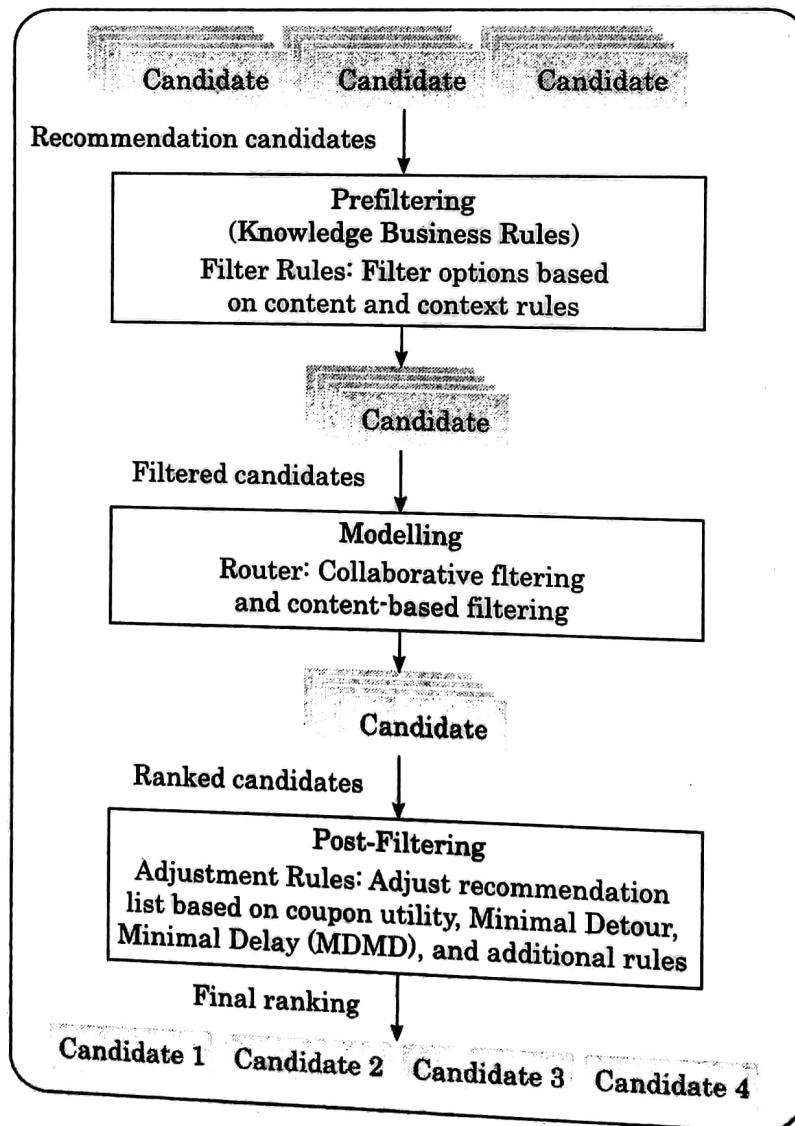 Candidate Candidate Candidate
Recommendation candidates
Prefiltering
(Knowledge Business Rules)
Filter Rules: Filter options based
on content and context rules
Candidate
Filtered candidates
Modelling
Router: Collaborative fltering
and content-based filtering
Candidate
Ranked candidates
Post-Filtering
Adjustment Rules: Adjust recommendation
list based on coupon utility, Minimal Detour,
Minimal Delay (MDMD), and additional rules
Final ranking
Candidate 1 Candidate 2 Candidate 3 Candidate 4